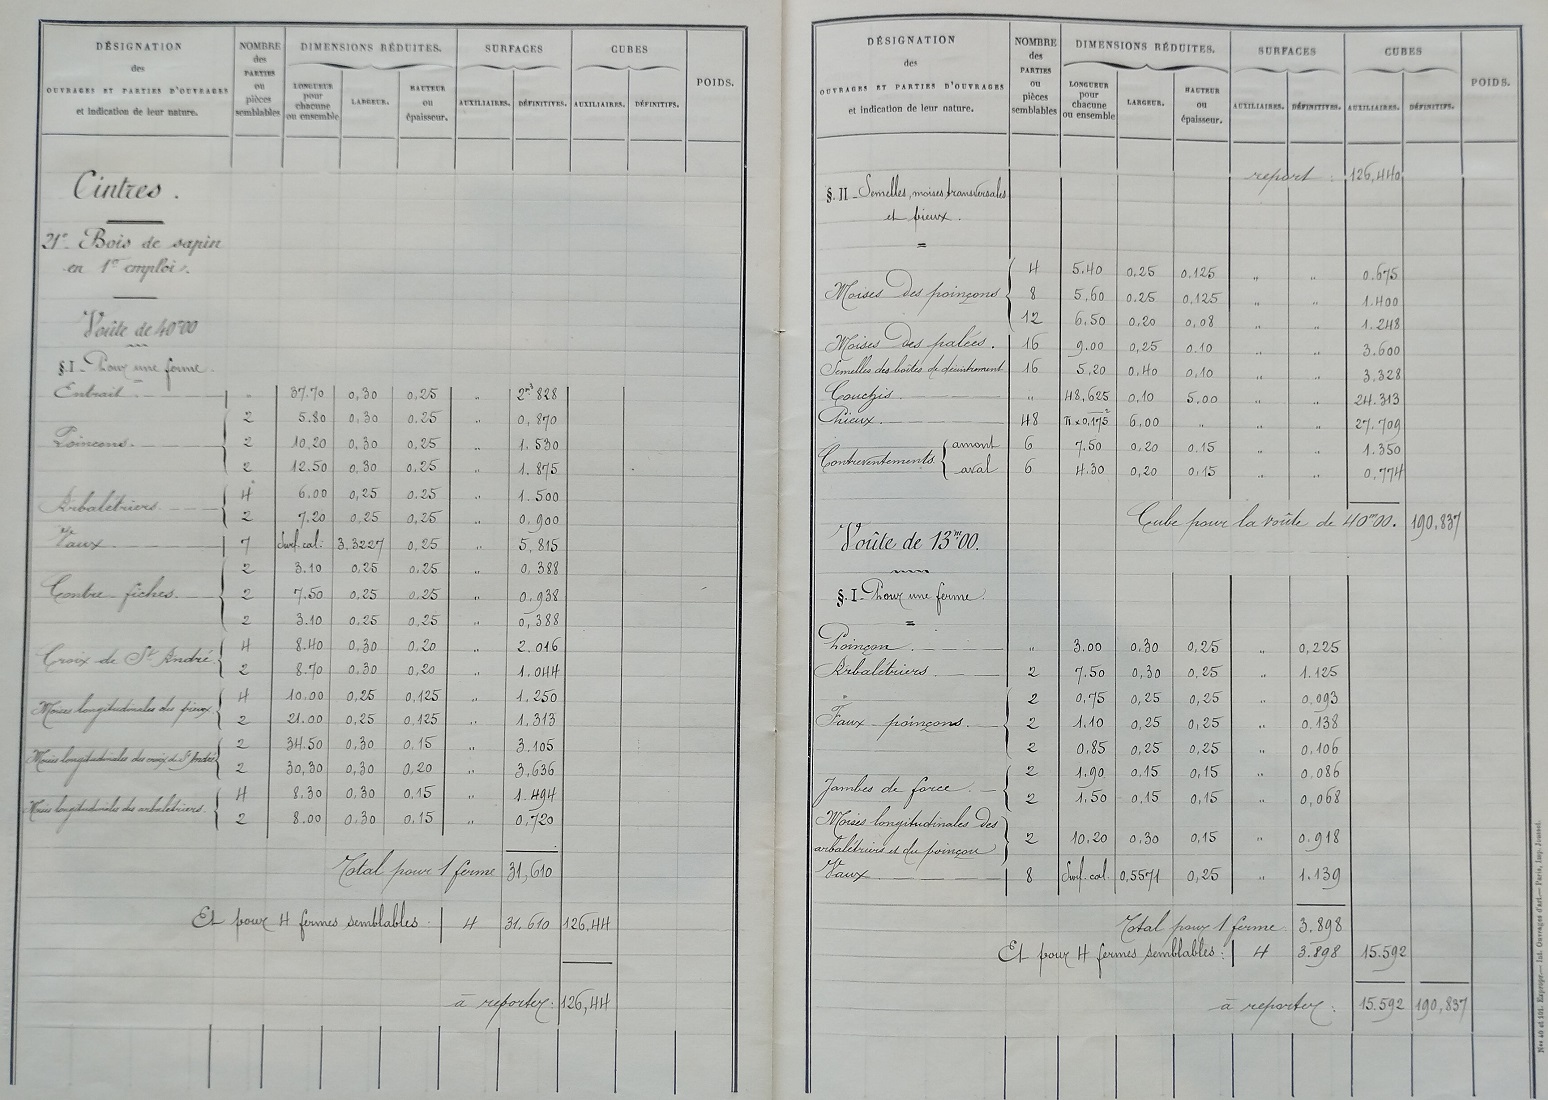 DÉSIGNATION
des
OUVRAGES ET PARTIES D'OUVRAGES
et indication de leur nature.
NOMBRE
des
PARTIES
ou
pièces
semblables
DIMENSIONS RÉDUITES.
LONGUEUR
pour
chacune
ou ensemble
LARGEUR.
HAUTEUR
ou
épaisseur.
SURFACES
AUXILIAIRES.
DÉFINITIVES.
CUBES
AUXILIAIRES.
DÉFINITIFS.
POIDS.
Cintres.
21° Bois de sapin
en 1er emploi.
Voûte de 40m00
§.I_ Pour une ferme.
Entrait. " 37.70 0,30 0,25 " 2m3828
2 5.80 0.30 0.25 " 0,870
Poinçons. 2 10,20 0,30 0,25 " 1.530
2 12.50 0,30 0.25 " 1.875
4 6.00 0,25 0.25 " 1.500
Arbalétriers. 2 7,20 0,25 0,25 " 0.900
Vaux. 7 Surf. cal: 3.3227 0,25 " 5,815
2 3.10 0.25 0.25 " 0.388
Contre-fiches. 2 7.50 0.25 0.25 " 0.938
2 3.10 0.25 0.25 " 0,388
4 8.40 0.30 0.20 " 2.016
Croix de St André. 2 8.70 0.30 0,20 " 1.044
4 10.00 0,25 0,125 " 1.250
Moises longitudinales des pieux 2 21.00 0.25 0.125 " 1.313
2 34.50 0,30 0,15 " 3.105
Moises longitudinales des croix de St André 2 30,30 0,30 0,20 " 3,636
4 8.30 0.30 0.15 " 1.494
Moises longitudinales des arbalétriers. 2 8.00 0,30 0.15 " 0,720
Total pour 1 ferme 31,610
Et pour 4 fermes semblables. 4 31.610 126,44
à reporter: 126,44
DÉSIGNATION
des
OUVRAGES ET PARTIES D'OUVRAGES
et indication de leur nature.
NOMBRE
des
PARTIES
ou
pièces
semblables
DIMENSIONS RÉDUITES.
LONGUEUR
pour
chacune
ou ensemble
LARGEUR.
HAUTEUR
ou
épaisseur.
SURFACES
AUXILIAIRES.
DÉFINITIVES.
CUBES
AUXILIAIRES.
DÉFINITIFS.
POIDS.
report: 126,440
§.II_ Semelles, moises transversales
et pieux.
4 5.40 0,25 0.125 " " 0.675
Moises des poinçons 8 5,60 0.25 0,125 " " 1.400
12 6.50 0,20 0,08 " " 1.248
Moises des palées. 16 9.00 0,25 0.10 " " 3.600
Semelles des boîtes de décintrement 16 5,20 0.40 0,10 " " 3.328
Couchis. " 48,625 0,10 5,00 " " 24.313
Pieux. 48 π x 0,175² 6.00 " " " 27.709
amont 6 7.50 0,20 0,15 " " 1.350
Contreventements.
aval 6 4.30 0,20 0,15 " " 0,774
Cube pour la voûte de 40m00. 190.837
Voûte de 13m00.
§.I_ Pour une ferme.
Poinçon. " 3.00 0.30 0,25 " 0,225
Arbalétriers. 2 7.50 0,30 0,25 " 1.125
2 0,75 0,25 0,25 " 0,093
Faux poinçons. 2 1.10 0,25 0,25 " 0.138
2 0,85 0,25 0,25 " 0.106
2 1.90 0.15 0,15 " 0.086
Jambes de force. 2 1.50 0.15 0,15 " 0,068
Moises longitudinales des
arbalétriers et du poinçon 2 10.20 0,30 0,15 " 0.918
Vaux. 8 Surf. cal. 0,5571 0,25 " 1.139
Total pour 1 ferme. 3.898
Et pour 4 fermes semblables: 4 3.898 15.592
à reporter: 15.592 190,837
Nos 40 et 101. Expropr.— Int. Ouvrages d'art.— Paris, Imp. Jousset.